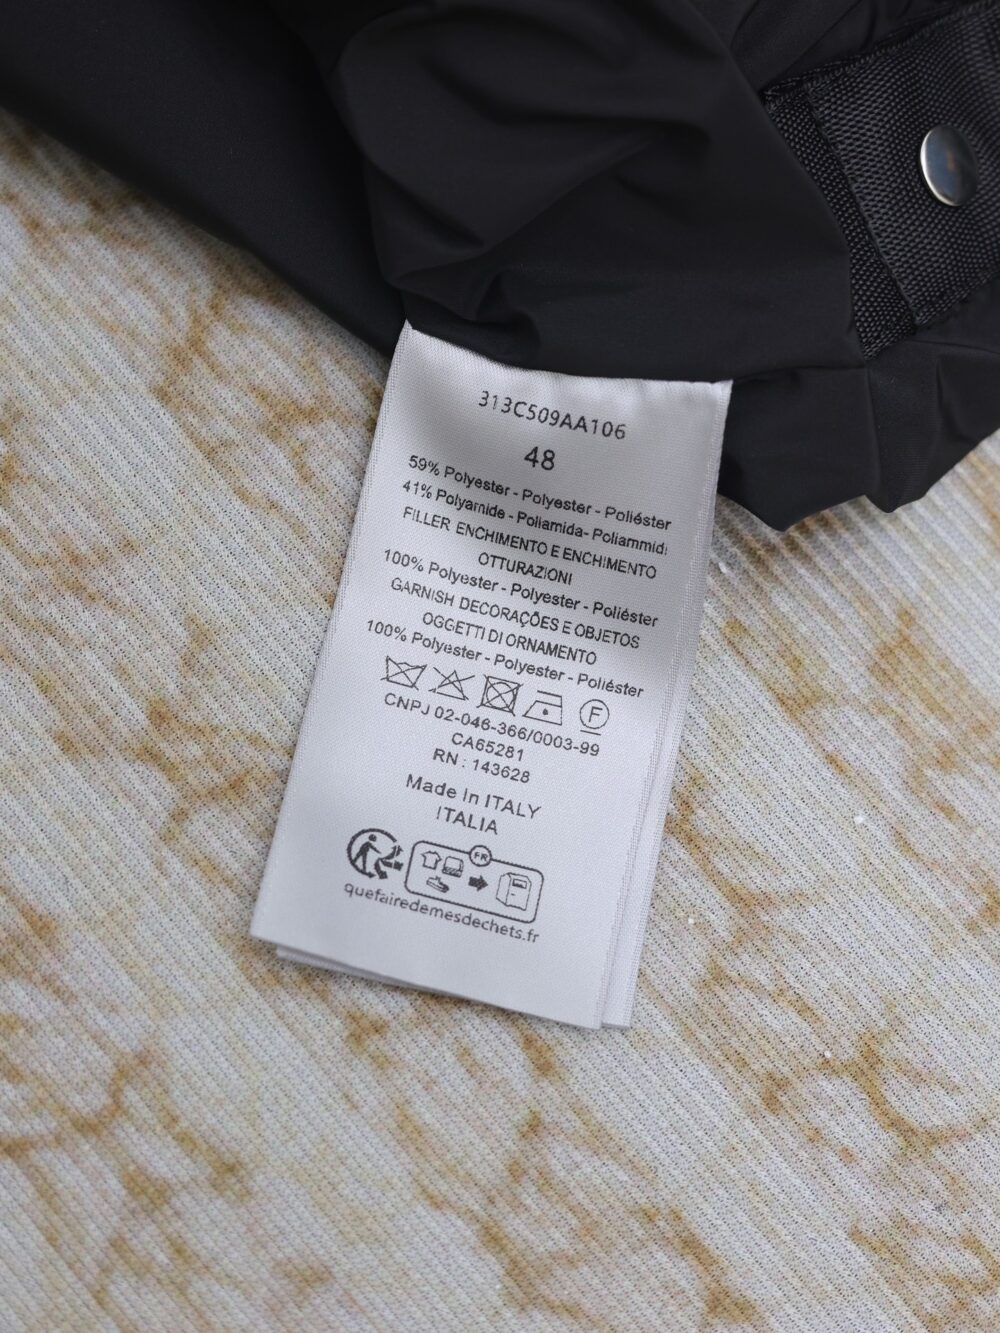 313C509AA106
48
59% Polyester - Polyester - Poliéster
41% Polyamide - Poliamida- Poliammidi
FILLER ENCHIMENTO E ENCHIMENTO
OTTURAZIONI
100% Polyester - Polyester - Poliéster
GARNISH DECORAÇÕES E OBJETOS
OGGETTI DI ORNAMENTO
100% Polyester - Polyester - Poliéster
F
CNPJ 02-046-366/0003-99
CA65281
RN : 143628
Made In ITALY
ITALIA
FR
quefairedemesdechets.fr